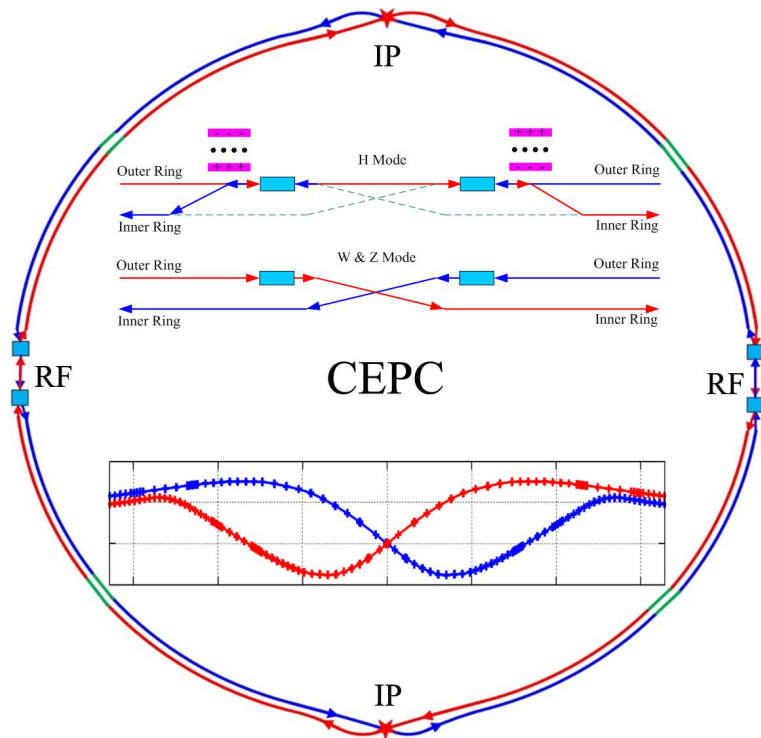 IP
- - -
+ + +
H Mode
Outer Ring
Outer Ring
+ + +
- - -
Inner Ring
Inner Ring
W & Z Mode
Outer Ring
Outer Ring
Inner Ring
Inner Ring
RF
CEPC
RF
IP